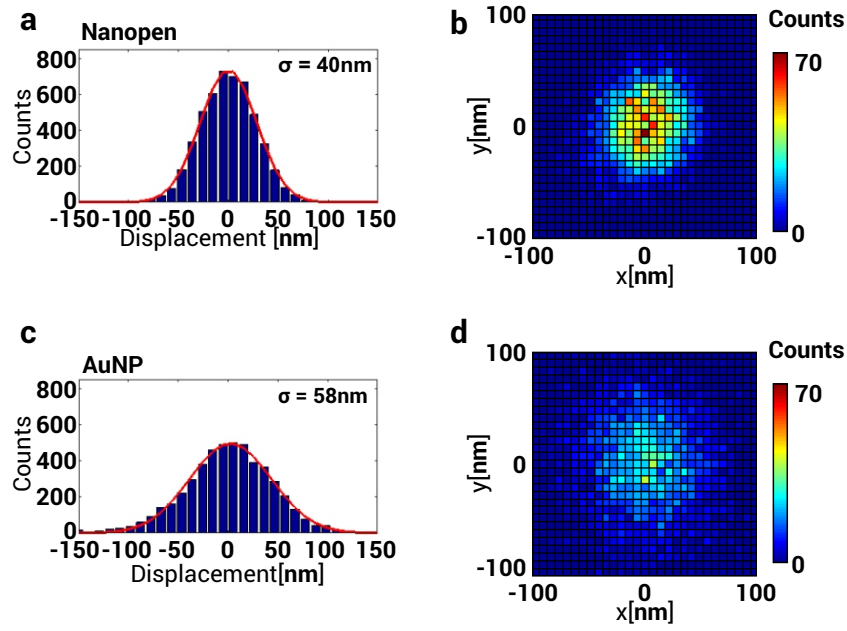 a
Nanopen
σ = 40nm
Counts
800
600
400
200
0
-150 -100 -50 0 50 100 150
Displacement [nm]
b
Counts
100
0
-100
y[nm]
-100 0 100
x[nm]
70
0
c
AuNP
σ = 58nm
Counts
800
600
400
200
0
-150 -100 -50 0 50 100 150
Displacement[nm]
d
Counts
100
0
-100
y[nm]
-100 0 100
x[nm]
70
0